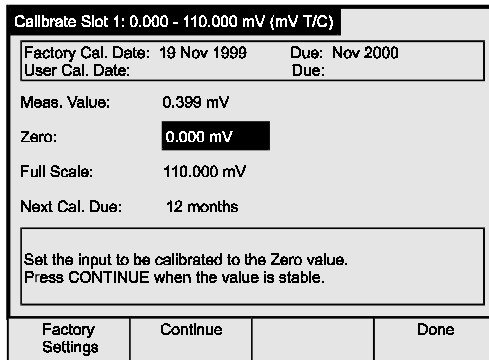 Calibrate Slot 1: 0.000 - 110.000 mV (mV T/C)
Factory Cal. Date: 19 Nov 1999 Due: Nov 2000
User Cal. Date: Due:
Meas. Value: 0.399 mV
Zero: 0.000 mV
Full Scale: 110.000 mV
Next Cal. Due: 12 months
Set the input to be calibrated to the Zero value.
Press CONTINUE when the value is stable.
Factory Settings Continue Done